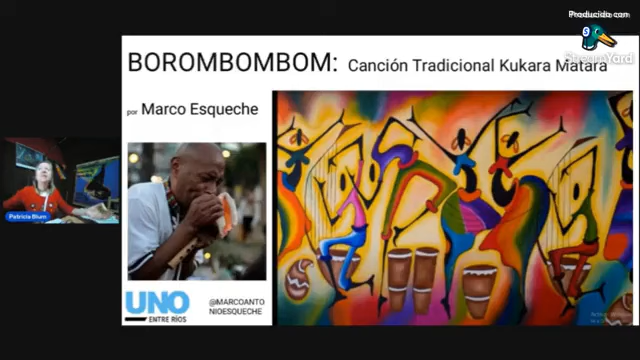 Producido con
StreamYard
BOROMBOMBOM: Canción Tradicional Kukara Matara
por Marco Esqueche
Patricia Blum
UNO
ENTRE RÍOS
@MARCOANTO
NIOESQUECHE